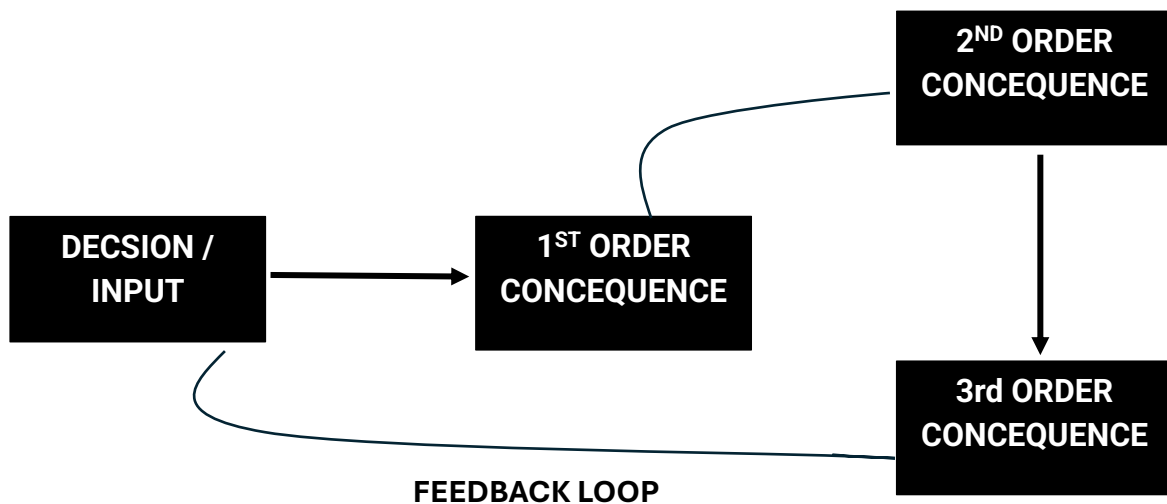 DECSION /
INPUT
1ST ORDER
CONCEQUENCE
2ND ORDER
CONCEQUENCE
3rd ORDER
CONCEQUENCE
FEEDBACK LOOP